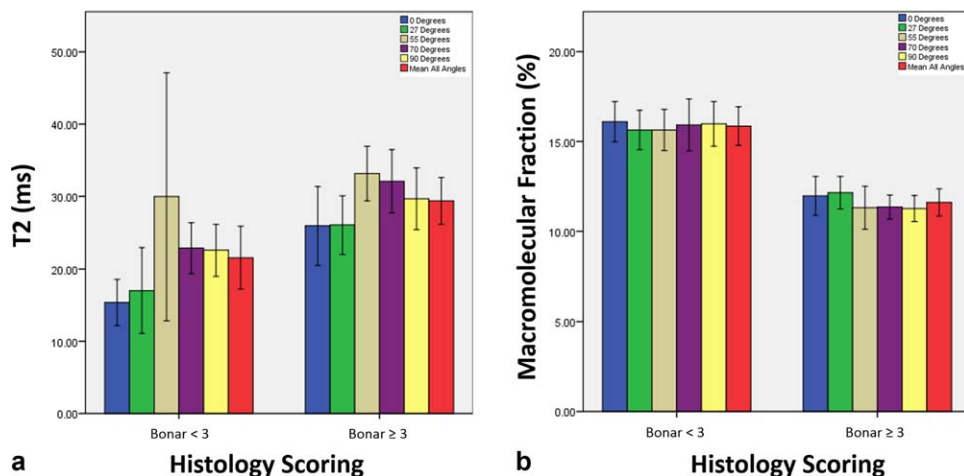 0 Degrees
27 Degrees
55 Degrees
70 Degrees
90 Degrees
Mean All Angles
50.00
40.00
30.00
20.00
10.00
0.00
T2 (ms)
Bonar < 3
Bonar ≥ 3
a
Histology Scoring
0 Degrees
27 Degrees
55 Degrees
70 Degrees
90 Degrees
Mean All Angles
20.00
15.00
10.00
5.00
0.00
Macromolecular Fraction (%)
Bonar < 3
Bonar ≥ 3
b
Histology Scoring